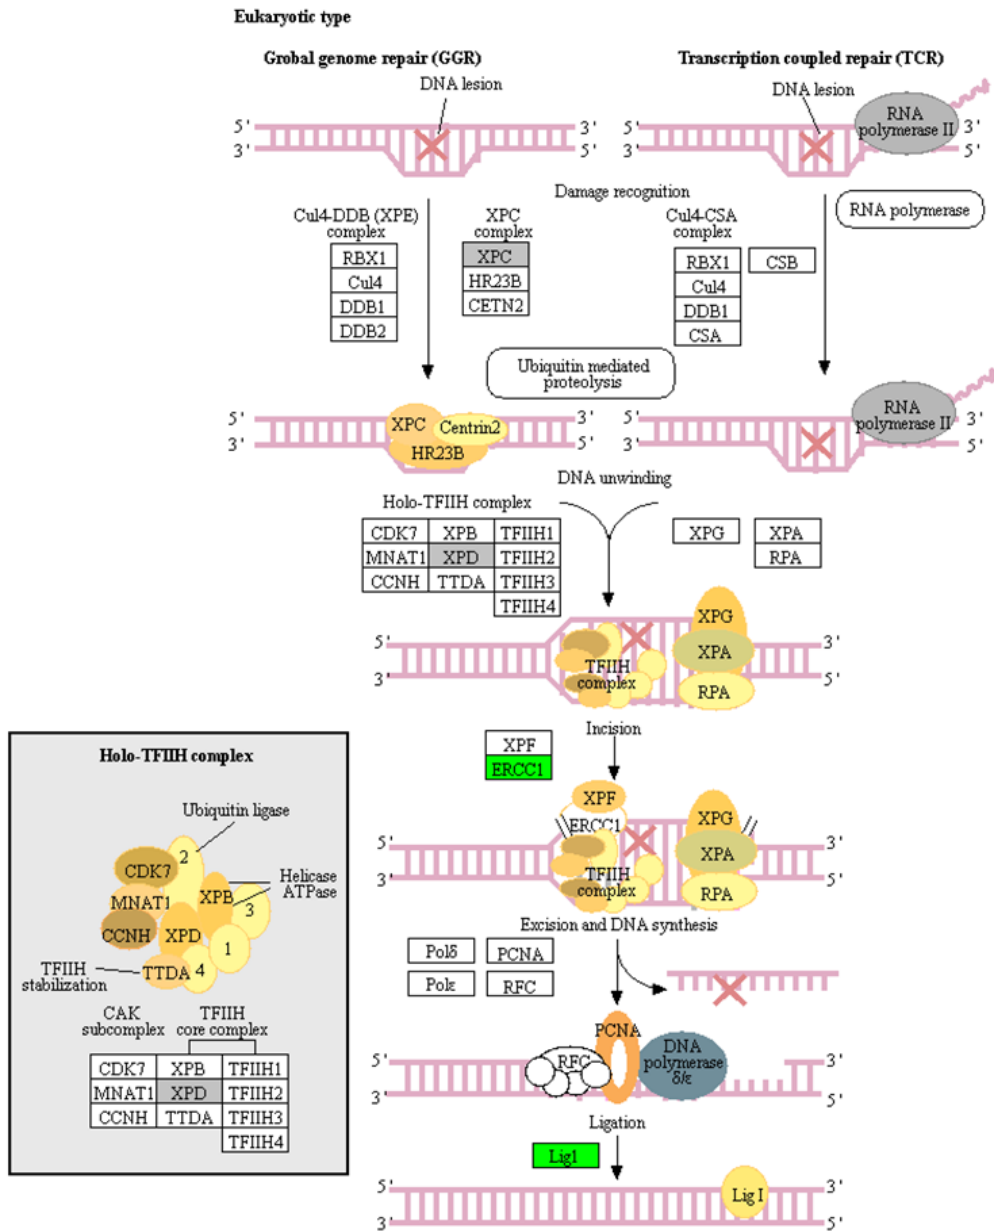 Eukaryotic type
Grobal genome repair (GGR)
Transcription coupled repair (TCR)
DNA lesion
DNA lesion
RNA
polymerase II
5'
3'
3'
5'
5'
3'
3'
5'
Damage recognition
RNA polymerase
Cul4-DDB (XPE)
complex
RBX1
Cul4
DDB1
DDB2
XPC
complex
XPC
HR23B
CETN2
Cul4-CSA
complex
RBX1
Cul4
DDB1
CSA
CSB
Ubiquitin mediated
proteolysis
5'
3'
3'
5'
XPC
Centrin2
HR23B
5'
3'
3'
5'
RNA
polymerase II
DNA unwinding
Holo-TFIIH complex
CDK7 XPB TFIIH1
MNAT1 XPD TFIIH2
CCNH TTDA TFIIH3
TFIIH4
XPG
XPA
RPA
5'
3'
3'
5'
TFIIH
complex
XPG
XPA
RPA
Incision
XPF
ERCC1
XPF
ERCC1
5'
3'
3'
5'
TFIIH
complex
XPG
XPA
RPA
Excision and DNA synthesis
Polδ
Polε
PCNA
RFC
PCNA
RFC
DNA
polymerase
δ/ε
5'
3'
3'
5'
Ligation
Lig1
5'
3'
3'
5'
Lig I
Holo-TFIIH complex
Ubiquitin ligase
2
CDK7
MNAT1
CCNH
XPB
XPD
Helicase
ATPase
3
1
TTDA
4
TFIIH
stabilization
CAK
subcomplex
TFIIH
core complex
CDK7 XPB TFIIH1
MNAT1 XPD TFIIH2
CCNH TTDA TFIIH3
TFIIH4